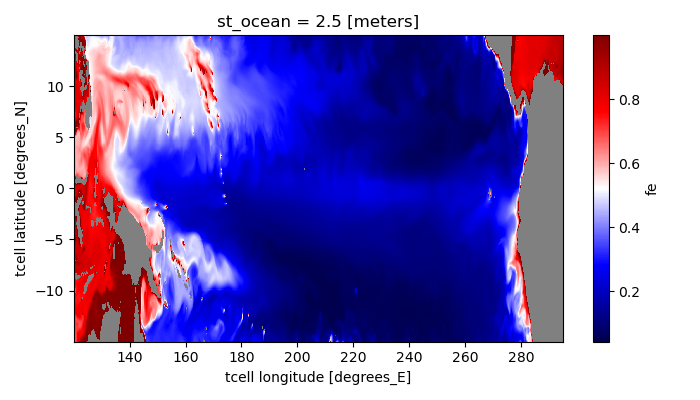 st_ocean = 2.5 [meters]
10
5
0
−5
−10
tcell latitude [degrees_N]
140 160 180 200 220 240 260 280
tcell longitude [degrees_E]
0.8
0.6
0.4
0.2
fe